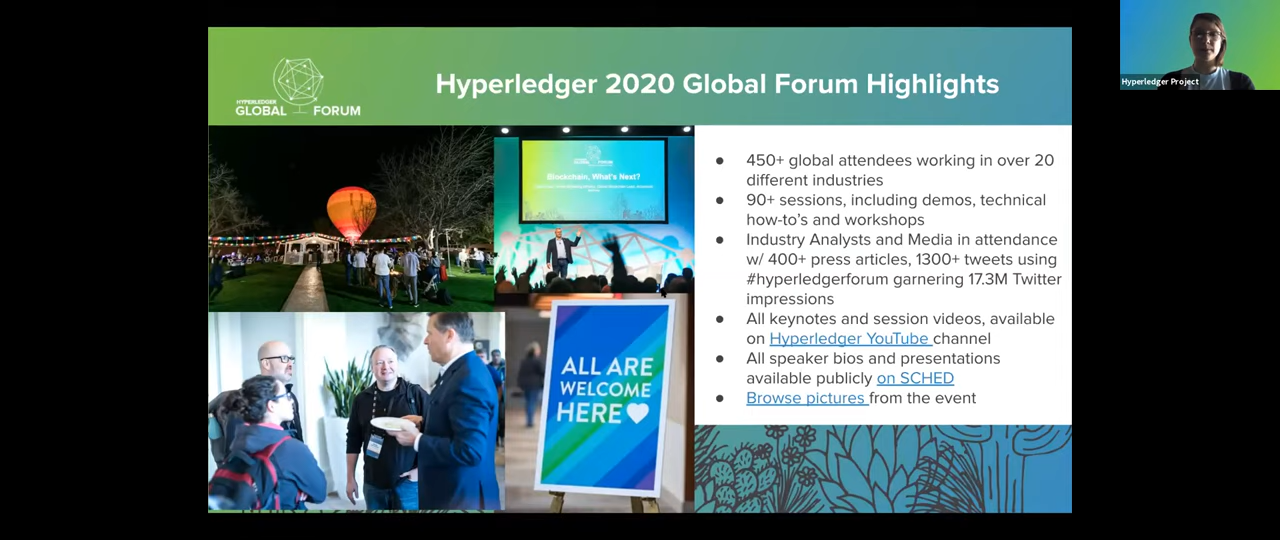 Hyperledger 2020 Global Forum Highlights
HYPERLEDGER
GLOBAL FORUM
Hyperledger Project
Blockchain, What's Next?
ALL ARE
WELCOME
HERE
450+ global attendees working in over 20
different industries
90+ sessions, including demos, technical
how-to's and workshops
Industry Analysts and Media in attendance
w/ 400+ press articles, 1300+ tweets using
#hyperledgerforum garnering 17.3M Twitter
impressions
All keynotes and session videos, available
on Hyperledger YouTube channel
All speaker bios and presentations
available publicly on SCHED
Browse pictures from the event